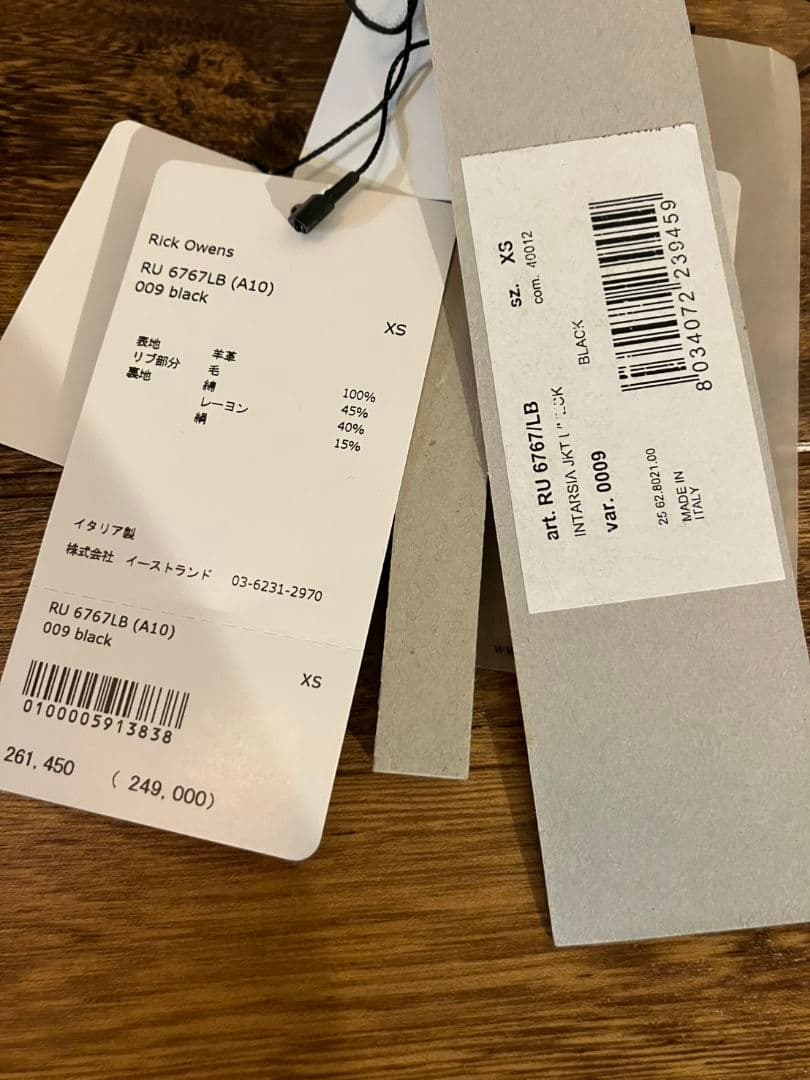 Rick Owens
RU 6767LB (A10)
009 black
XS
表地 羊革
リブ部分 毛
裏地 綿 100%
レーヨン 45%
絹 40%
15%
イタリア製
株式会社 イーストランド 03-6231-2970
RU 6767LB (A10)
009 black
XS
0100005913838
261,450 ( 249,000)
sz. XS
com. 40012
art. RU 6767/LB
INTARSIA JKT
BLACK
var. 0009
25.62.8021.00
MADE IN
ITALY
8 034072 239459